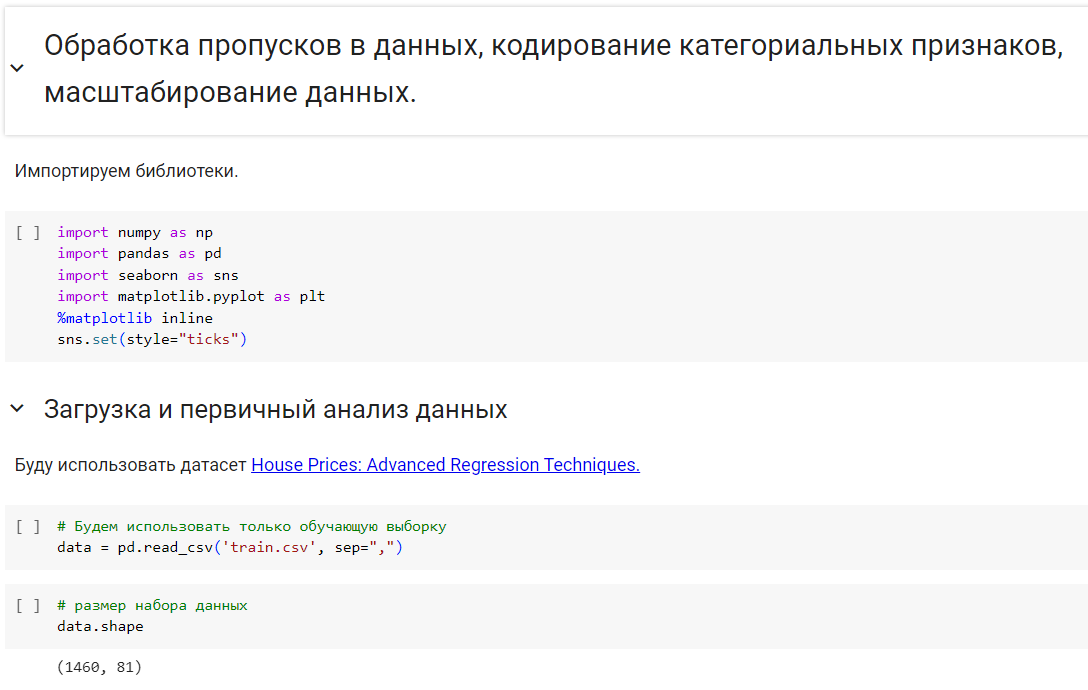 Обработка пропусков в данных, кодирование категориальных признаков,
масштабирование данных.
Импортируем библиотеки.
[ ] import numpy as np
import pandas as pd
import seaborn as sns
import matplotlib.pyplot as plt
%matplotlib inline
sns.set(style="ticks")
Загрузка и первичный анализ данных
Буду использовать датасет House Prices: Advanced Regression Techniques.
[ ] # Будем использовать только обучающую выборку
data = pd.read_csv('train.csv', sep=",")
[ ] # размер набора данных
data.shape
(1460, 81)